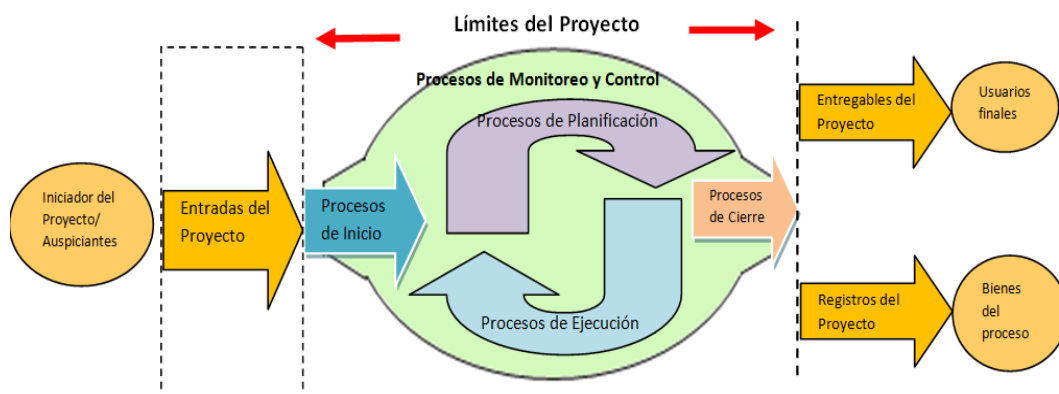 Límites del Proyecto
Procesos de Monitoreo y Control
Procesos de Planificación
Iniciador del
Proyecto/
Auspiciantes
Entradas del
Proyecto
Procesos
de Inicio
Procesos de Ejecución
Procesos
de Cierre
Entregables del
Proyecto
Usuarios
finales
Registros del
Proyecto
Bienes
del
proceso